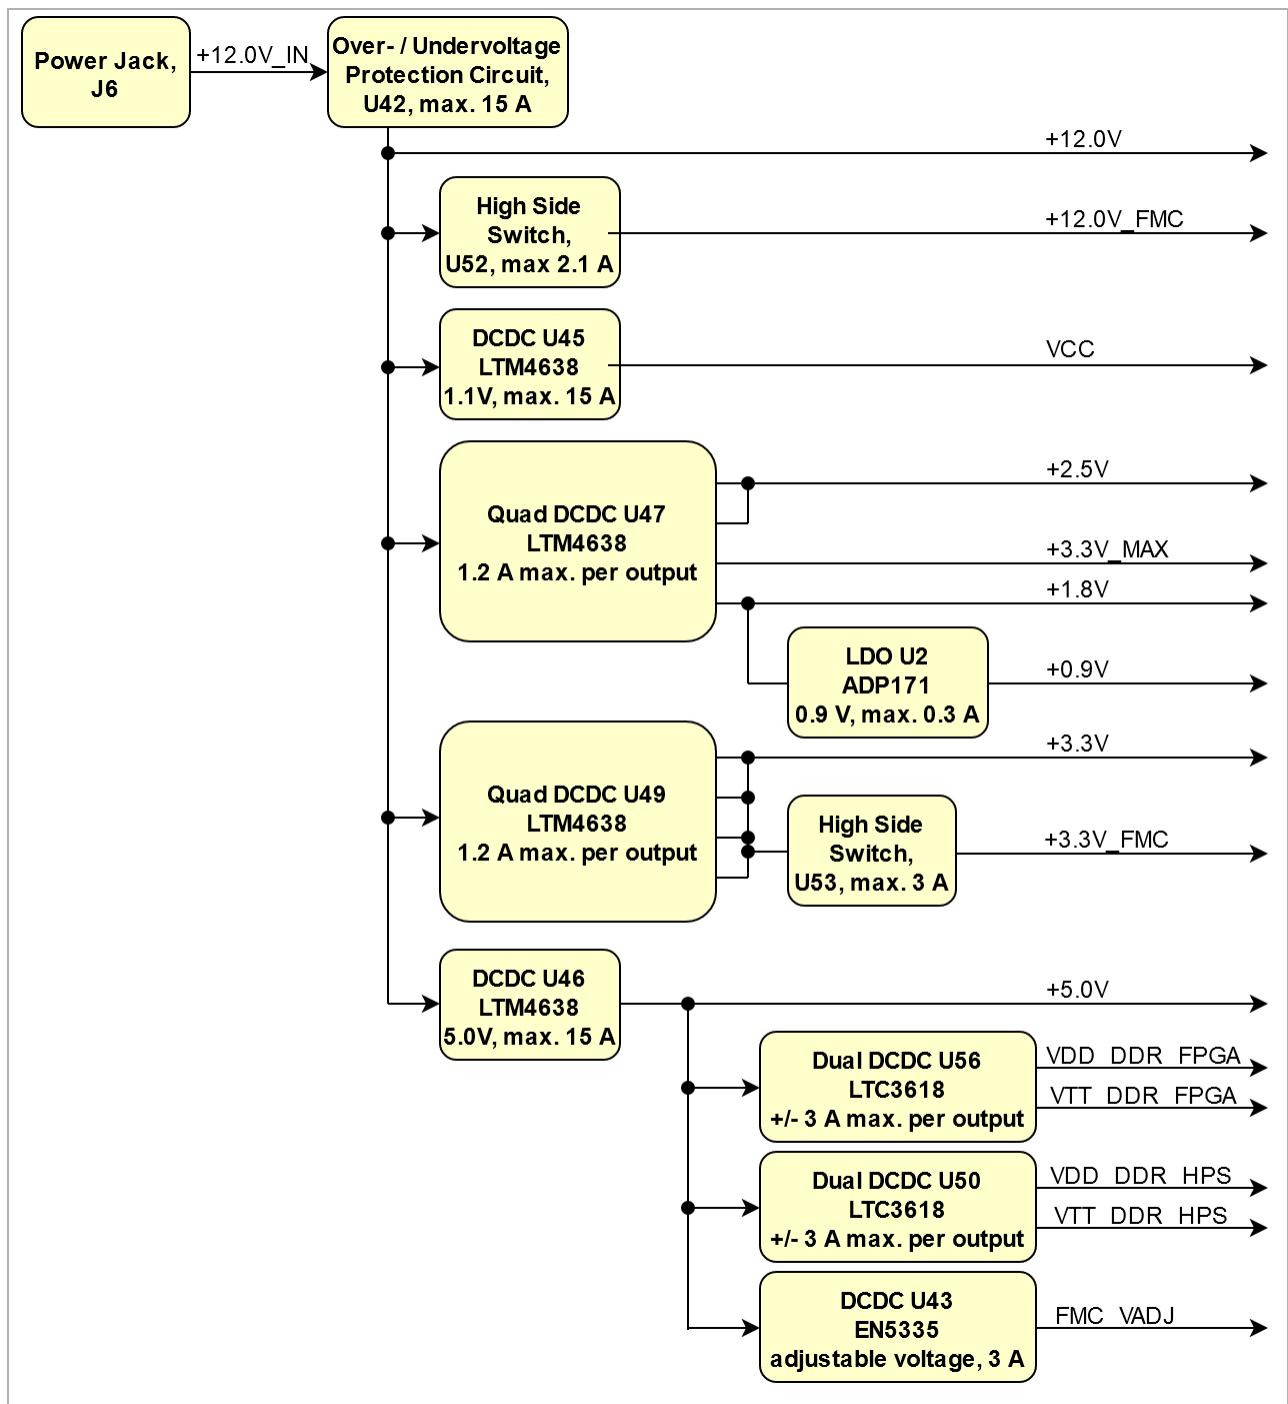 Power Jack,
J6
+12.0V_IN
Over- / Undervoltage
Protection Circuit,
U42, max. 15 A
+12.0V
High Side
Switch,
U52, max 2.1 A
+12.0V_FMC
DCDC U45
LTM4638
1.1V, max. 15 A
VCC
Quad DCDC U47
LTM4638
1.2 A max. per output
+2.5V
+3.3V_MAX
+1.8V
LDO U2
ADP171
0.9 V, max. 0.3 A
+0.9V
Quad DCDC U49
LTM4638
1.2 A max. per output
+3.3V
High Side
Switch,
U53, max. 3 A
+3.3V_FMC
DCDC U46
LTM4638
5.0V, max. 15 A
+5.0V
Dual DCDC U56
LTC3618
+/- 3 A max. per output
VDD_DDR_FPGA
VTT_DDR_FPGA
Dual DCDC U50
LTC3618
+/- 3 A max. per output
VDD_DDR_HPS
VTT_DDR_HPS
DCDC U43
EN5335
adjustable voltage, 3 A
FMC_VADJ